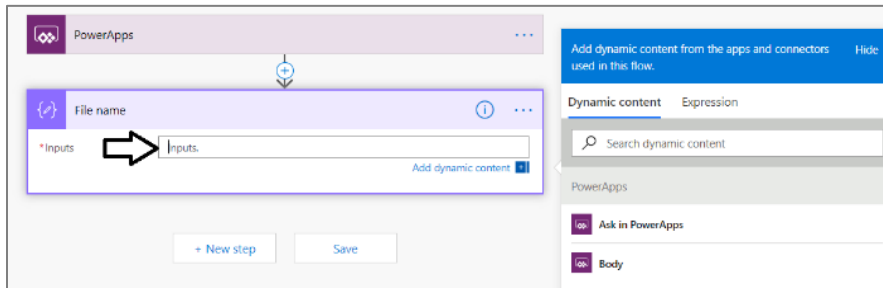 PowerApps
File name
*Inputs
Inputs.
Add dynamic content
+ New step
Save
Add dynamic content from the apps and connectors
used in this flow.
Hide
Dynamic content
Expression
Search dynamic content
PowerApps
Ask in PowerApps
Body